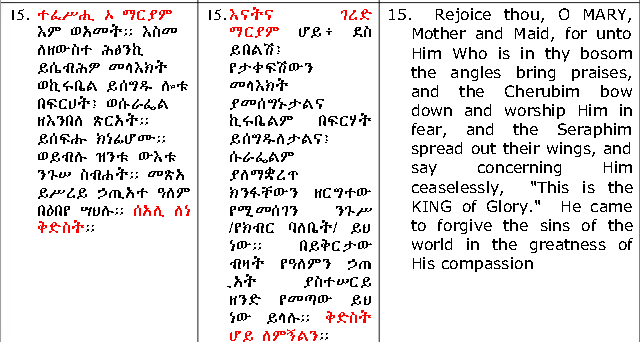 15. ተፈሥሒ ኦ ማርያም
እም ወአመት። እስመ
ለዘውስተ ሕፅንኪ
ይሴብሕዎ መላእክት
ወኪሩቤል ይሰግዱ ሎቱ
በፍርሀት፤ ወሱራፌል
ዘእንበለ ጽርአት።
ይሰፍሑ ክነፊሆሙ።
ወይብሉ ዝንቱ ውእቱ
ንጉሠ ስብሐት። መጽአ
ይሥረይ ኃጢአተ ዓለም
በዕበየ ሣህሉ። ሰአሊ ለነ
ቅድስት።
15. እናትና ገረድ
ማርያም ሆይ፥ ደስ
ይበልሽ፤
የታቀፍሽውን
መላእክት
ያመሰግኑታልና
ኪሩቤልም በፍርሃት
ይሰግዱለታልና፤
ሱራፌልም
ያለማቋረጥ
ክንፋቸውን ዘርግተው
የሚመሰገን ንጉሥ
/የክብር ባለቤት/ ይህ
ነው። በይቅርታው
ብዛት የዓለምን ኃጢ
አት ያስተሠርይ
ዘንድ የመጣው ይህ
ነው ይላሉ። ቅድስት
ሆይ ለምኝልን።
15. Rejoice thou, O MARY,
Mother and Maid, for unto
Him Who is in thy bosom
the angles bring praises,
and the Cherubim bow
down and worship Him in
fear, and the Seraphim
spread out their wings, and
say concerning Him
ceaselessly, "This is the
KING of Glory." He came
to forgive the sins of the
world in the greatness of
His compassion